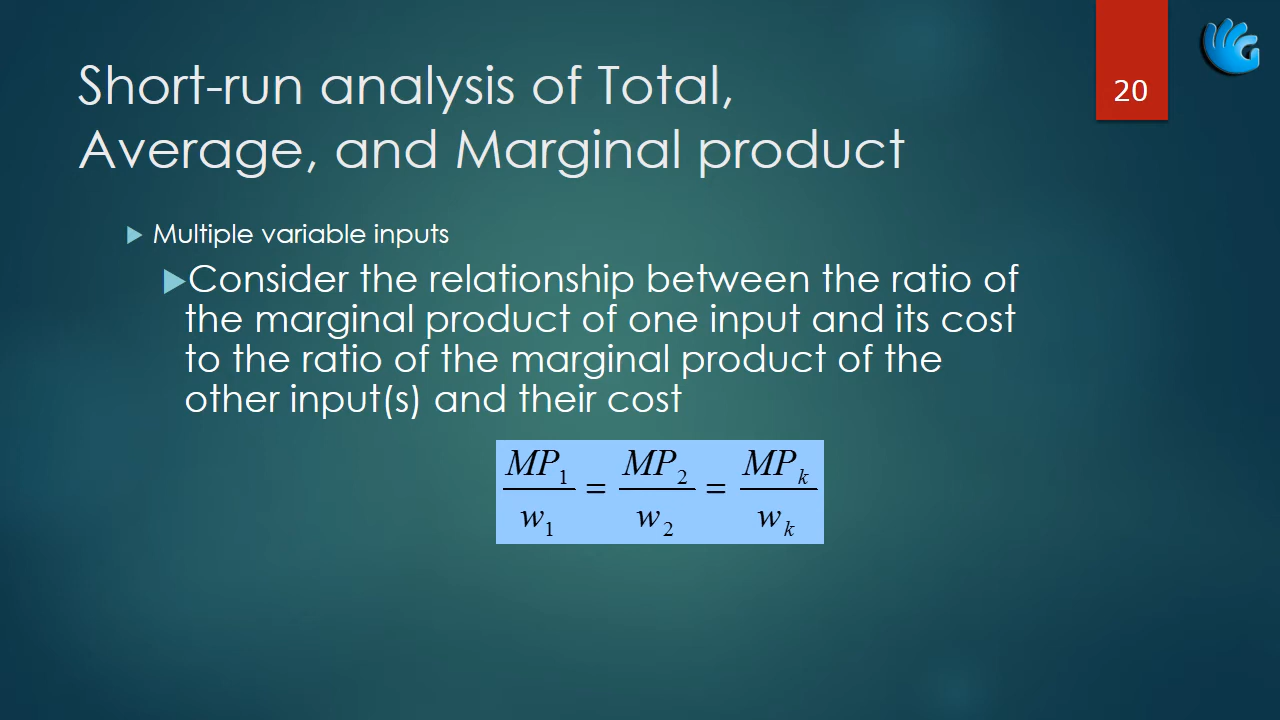 Short-run analysis of Total,
Average, and Marginal product
20
Multiple variable inputs
Consider the relationship between the ratio of
the marginal product of one input and its cost
to the ratio of the marginal product of the
other input(s) and their cost
MP₁/w₁ = MP₂/w₂ = MPₖ/wₖ